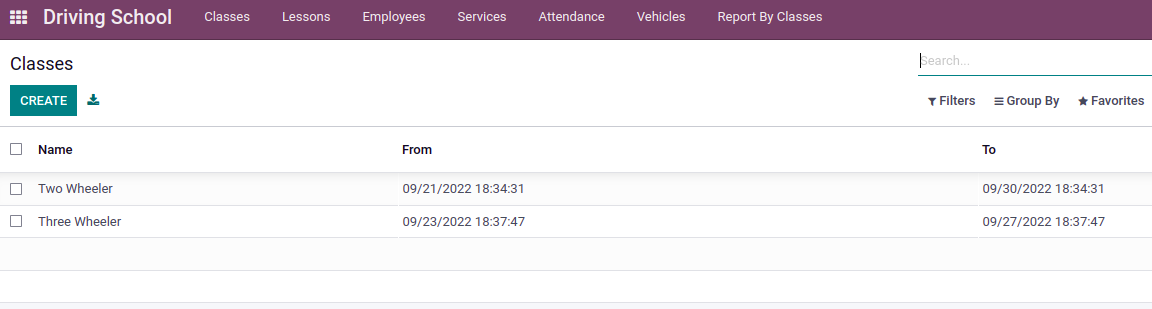 Driving School Classes Lessons Employees Services Attendance Vehicles Report By Classes
Classes Search...
CREATE Filters Group By Favorites
Name From To
Two Wheeler 09/21/2022 18:34:31 09/30/2022 18:34:31
Three Wheeler 09/23/2022 18:37:47 09/27/2022 18:37:47